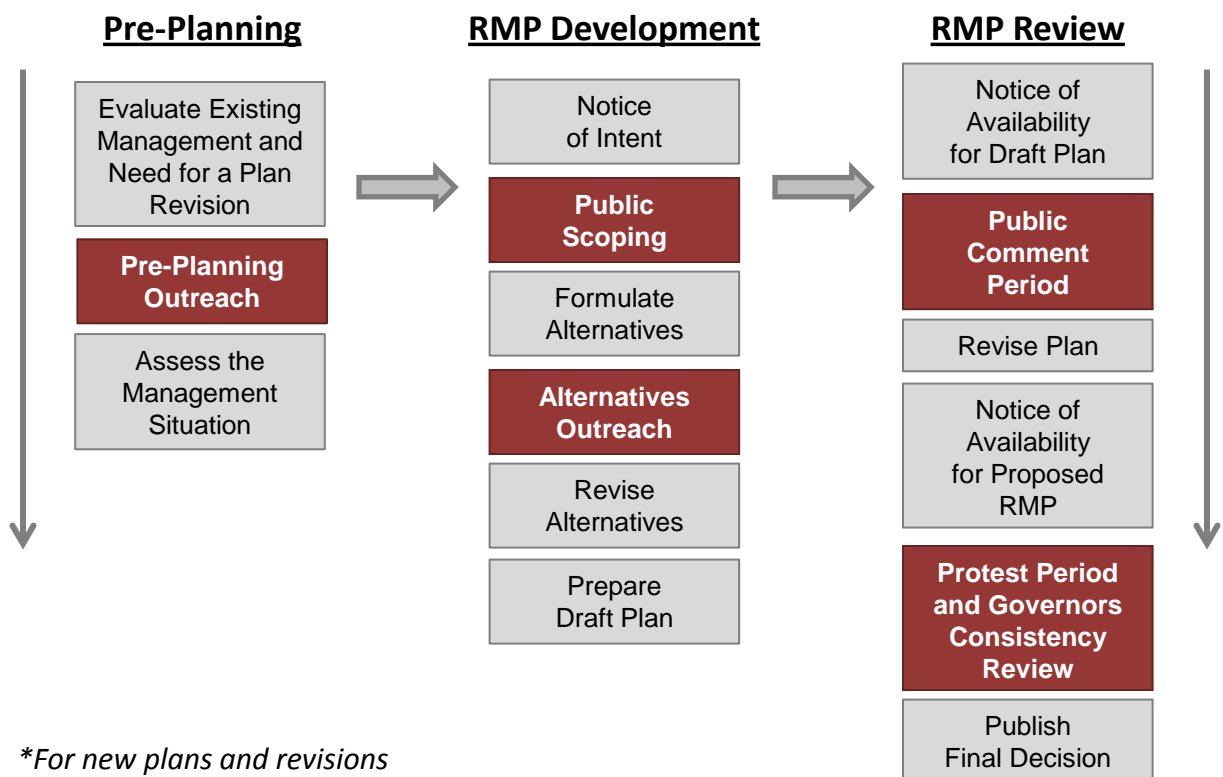 Pre-Planning
Evaluate Existing
Management and
Need for a Plan
Revision
Pre-Planning
Outreach
Assess the
Management
Situation
RMP Development
Notice
of Intent
Public
Scoping
Formulate
Alternatives
Alternatives
Outreach
Revise
Alternatives
Prepare
Draft Plan
RMP Review
Notice of
Availability
for Draft Plan
Public
Comment
Period
Revise Plan
Notice of
Availability
for Proposed
RMP
Protest Period
and Governors
Consistency
Review
Publish
Final Decision
*For new plans and revisions